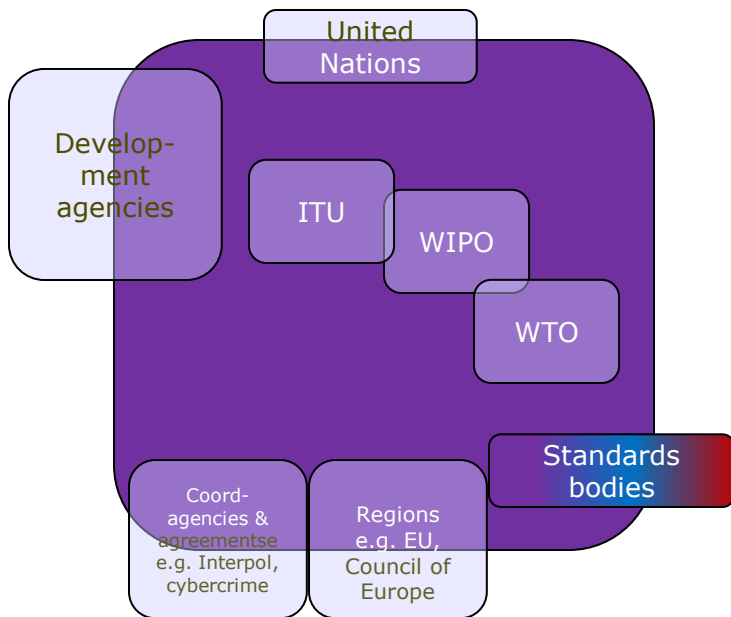 United
Nations
Develop-
ment
agencies
ITU
WIPO
WTO
Standards
bodies
Coord-
agencies &
agreementse
e.g. Interpol,
cybercrime
Regions
e.g. EU,
Council of
Europe